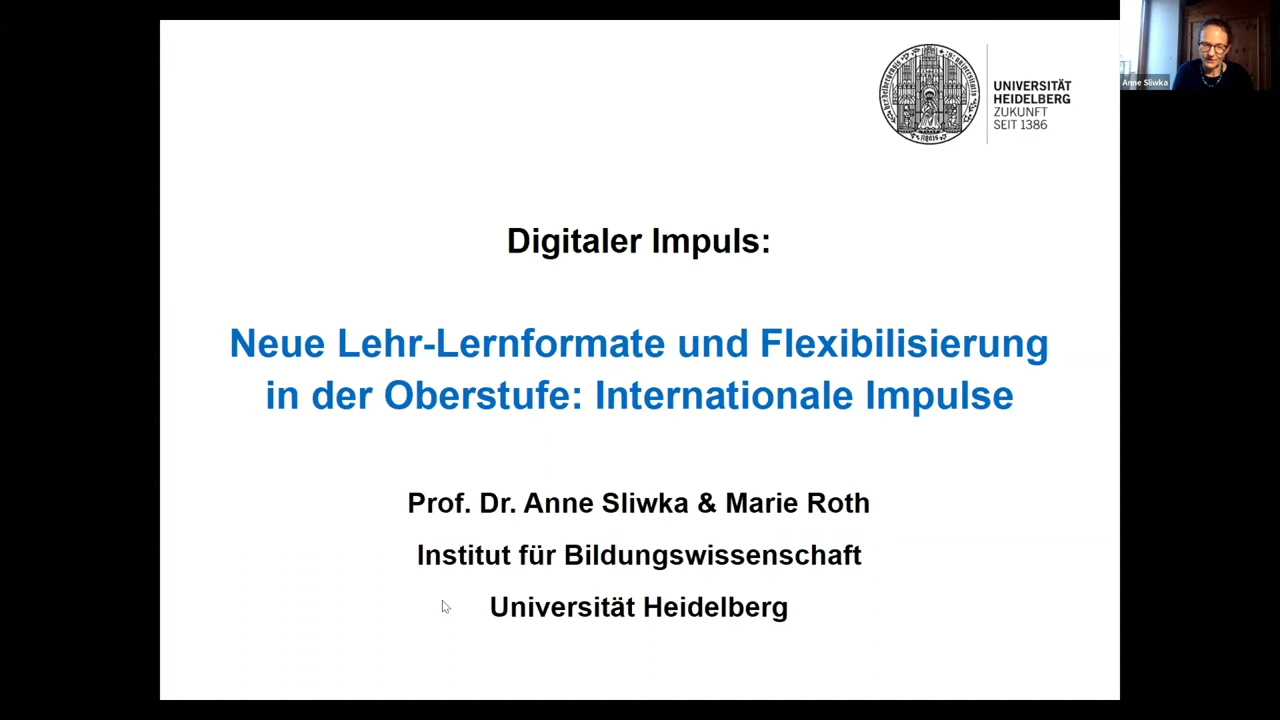 UNIVERSITÄT
HEIDELBERG
ZUKUNFT
SEIT 1386
Anne Sliwka
Digitaler Impuls:
Neue Lehr-Lernformate und Flexibilisierung
in der Oberstufe: Internationale Impulse
Prof. Dr. Anne Sliwka & Marie Roth
Institut für Bildungswissenschaft
Universität Heidelberg